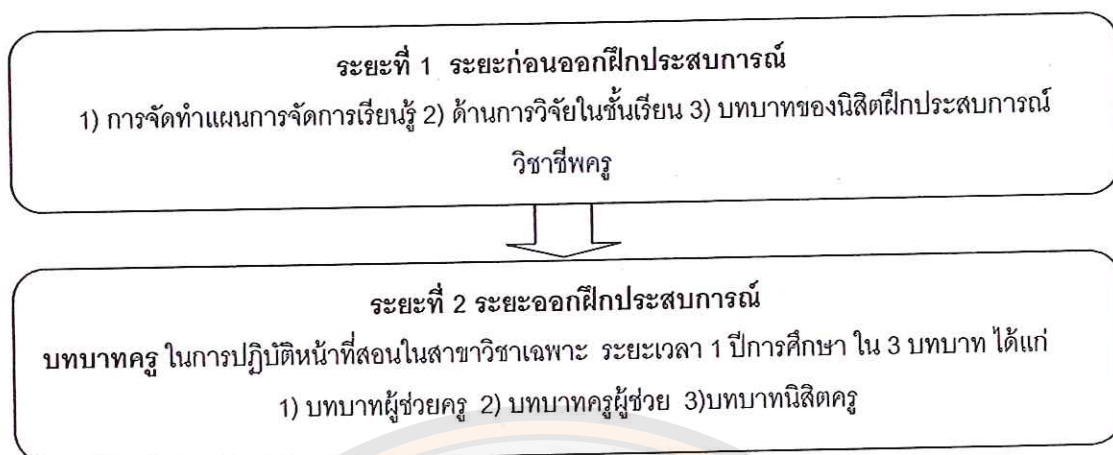 ระยะที่ 1 ระยะก่อนออกฝึกประสบการณ์
1) การจัดทำแผนการจัดการเรียนรู้ 2) ด้านการวิจัยในชั้นเรียน 3) บทบาทของนิสิตฝึกประสบการณ์
วิชาชีพครู
ระยะที่ 2 ระยะออกฝึกประสบการณ์
บทบาทครู ในการปฏิบัติหน้าที่สอนในสาขาวิชาเฉพาะ ระยะเวลา 1 ปีการศึกษา ใน 3 บทบาท ได้แก่
1) บทบาทผู้ช่วยครู 2) บทบาทครูผู้ช่วย 3)บทบาทนิสิตครู